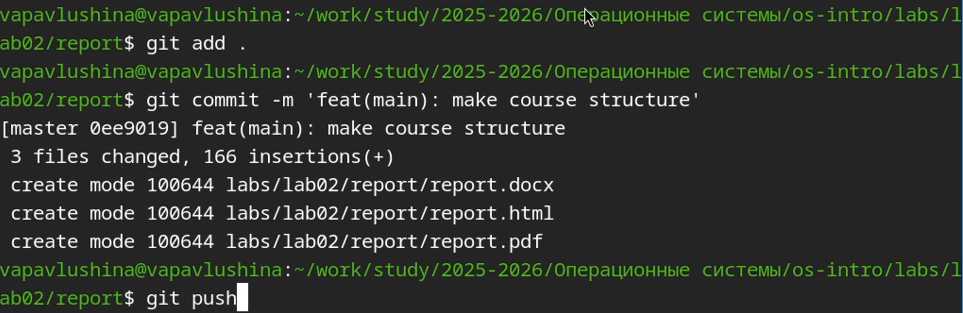 vapavlushina@vapavlushina:~/work/study/2025-2026/Операционные системы/os-intro/labs/l
ab02/report$ git add .
vapavlushina@vapavlushina:~/work/study/2025-2026/Операционные системы/os-intro/labs/l
ab02/report$ git commit -m 'feat(main): make course structure'
[master 0ee9019] feat(main): make course structure
 3 files changed, 166 insertions(+)
 create mode 100644 labs/lab02/report/report.docx
 create mode 100644 labs/lab02/report/report.html
 create mode 100644 labs/lab02/report/report.pdf
vapavlushina@vapavlushina:~/work/study/2025-2026/Операционные системы/os-intro/labs/l
ab02/report$ git push